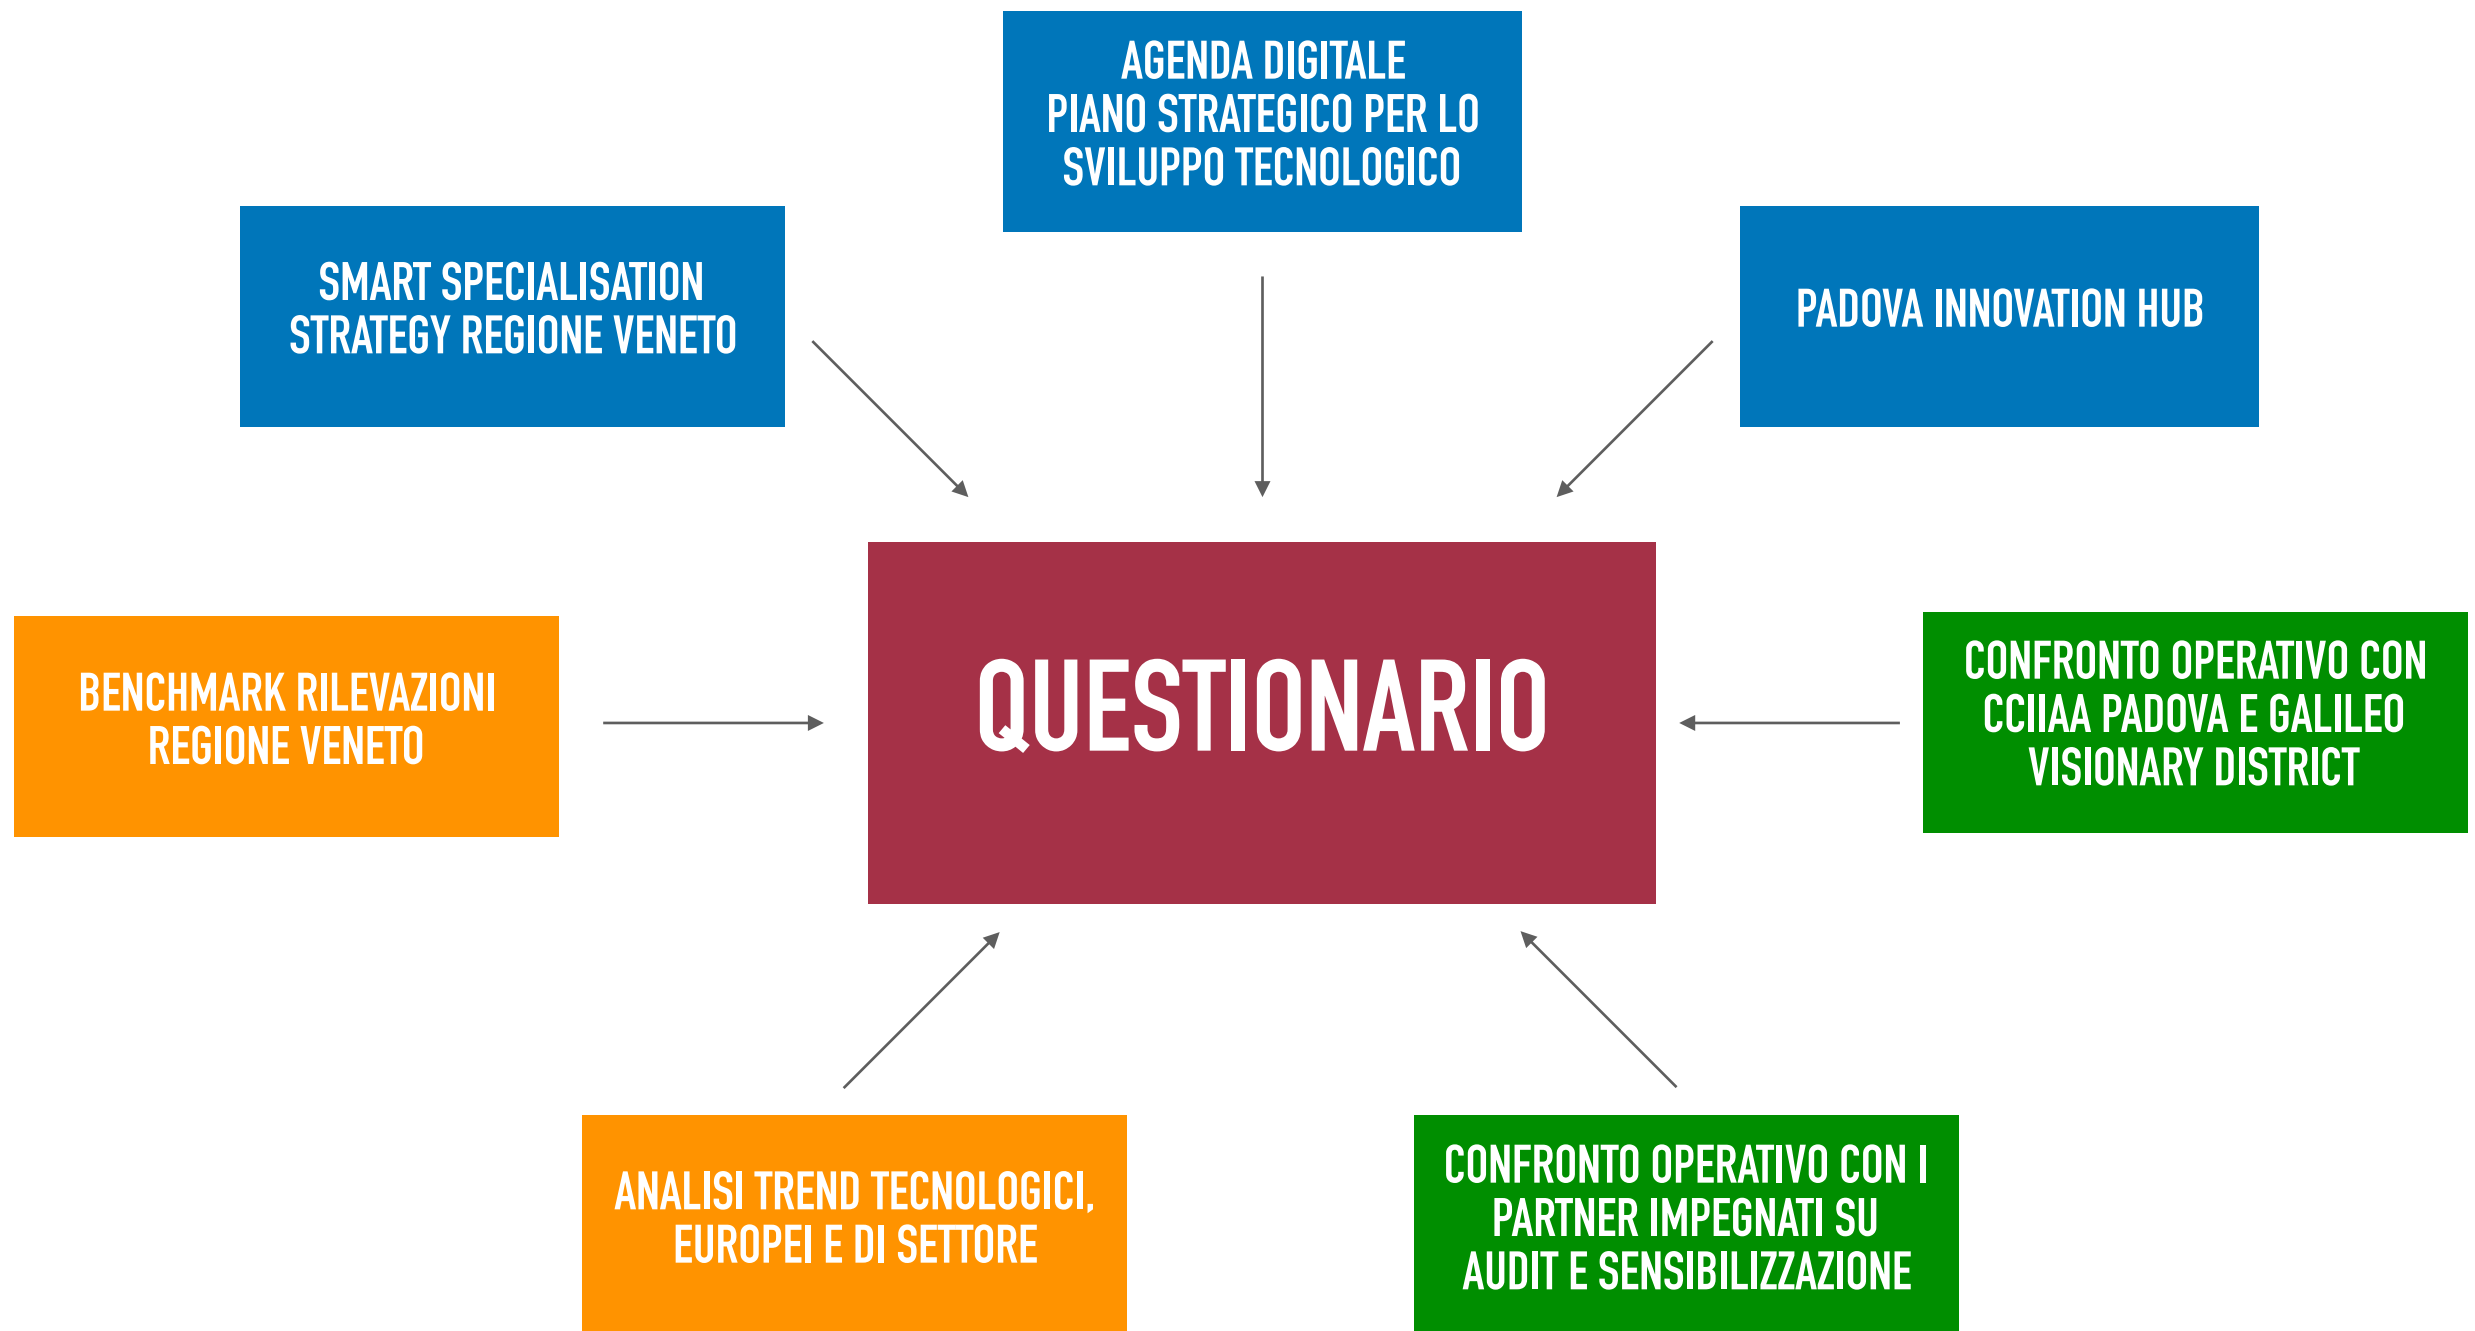 AGENDA DIGITALE
PIANO STRATEGICO PER LO
SVILUPPO TECNOLOGICO
SMART SPECIALISATION
STRATEGY REGIONE VENETO
PADOVA INNOVATION HUB
BENCHMARK RILEVAZIONI
REGIONE VENETO
QUESTIONARIO
CONFRONTO OPERATIVO CON
CCIIAA PADOVA E GALILEO
VISIONARY DISTRICT
ANALISI TREND TECNOLOGICI,
EUROPEI E DI SETTORE
CONFRONTO OPERATIVO CON I
PARTNER IMPEGNATI SU
AUDIT E SENSIBILIZZAZIONE